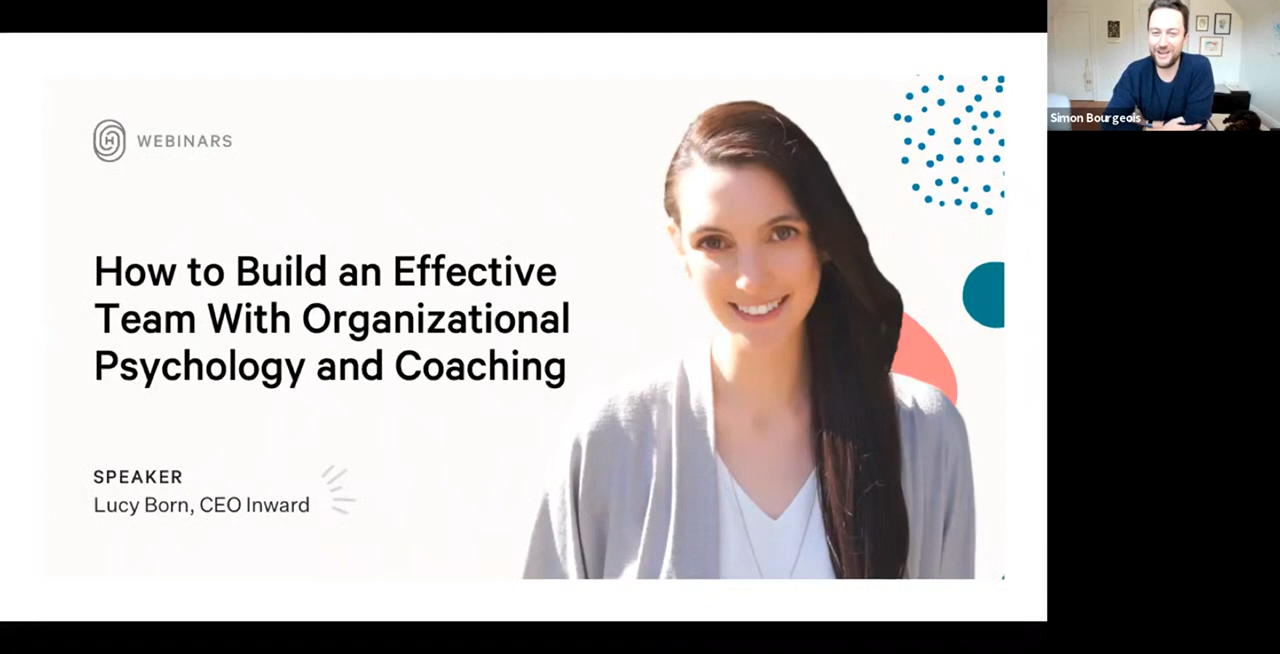 WEBINARS
How to Build an Effective
Team With Organizational
Psychology and Coaching
SPEAKER
Lucy Born, CEO Inward
Simon Bourgeois